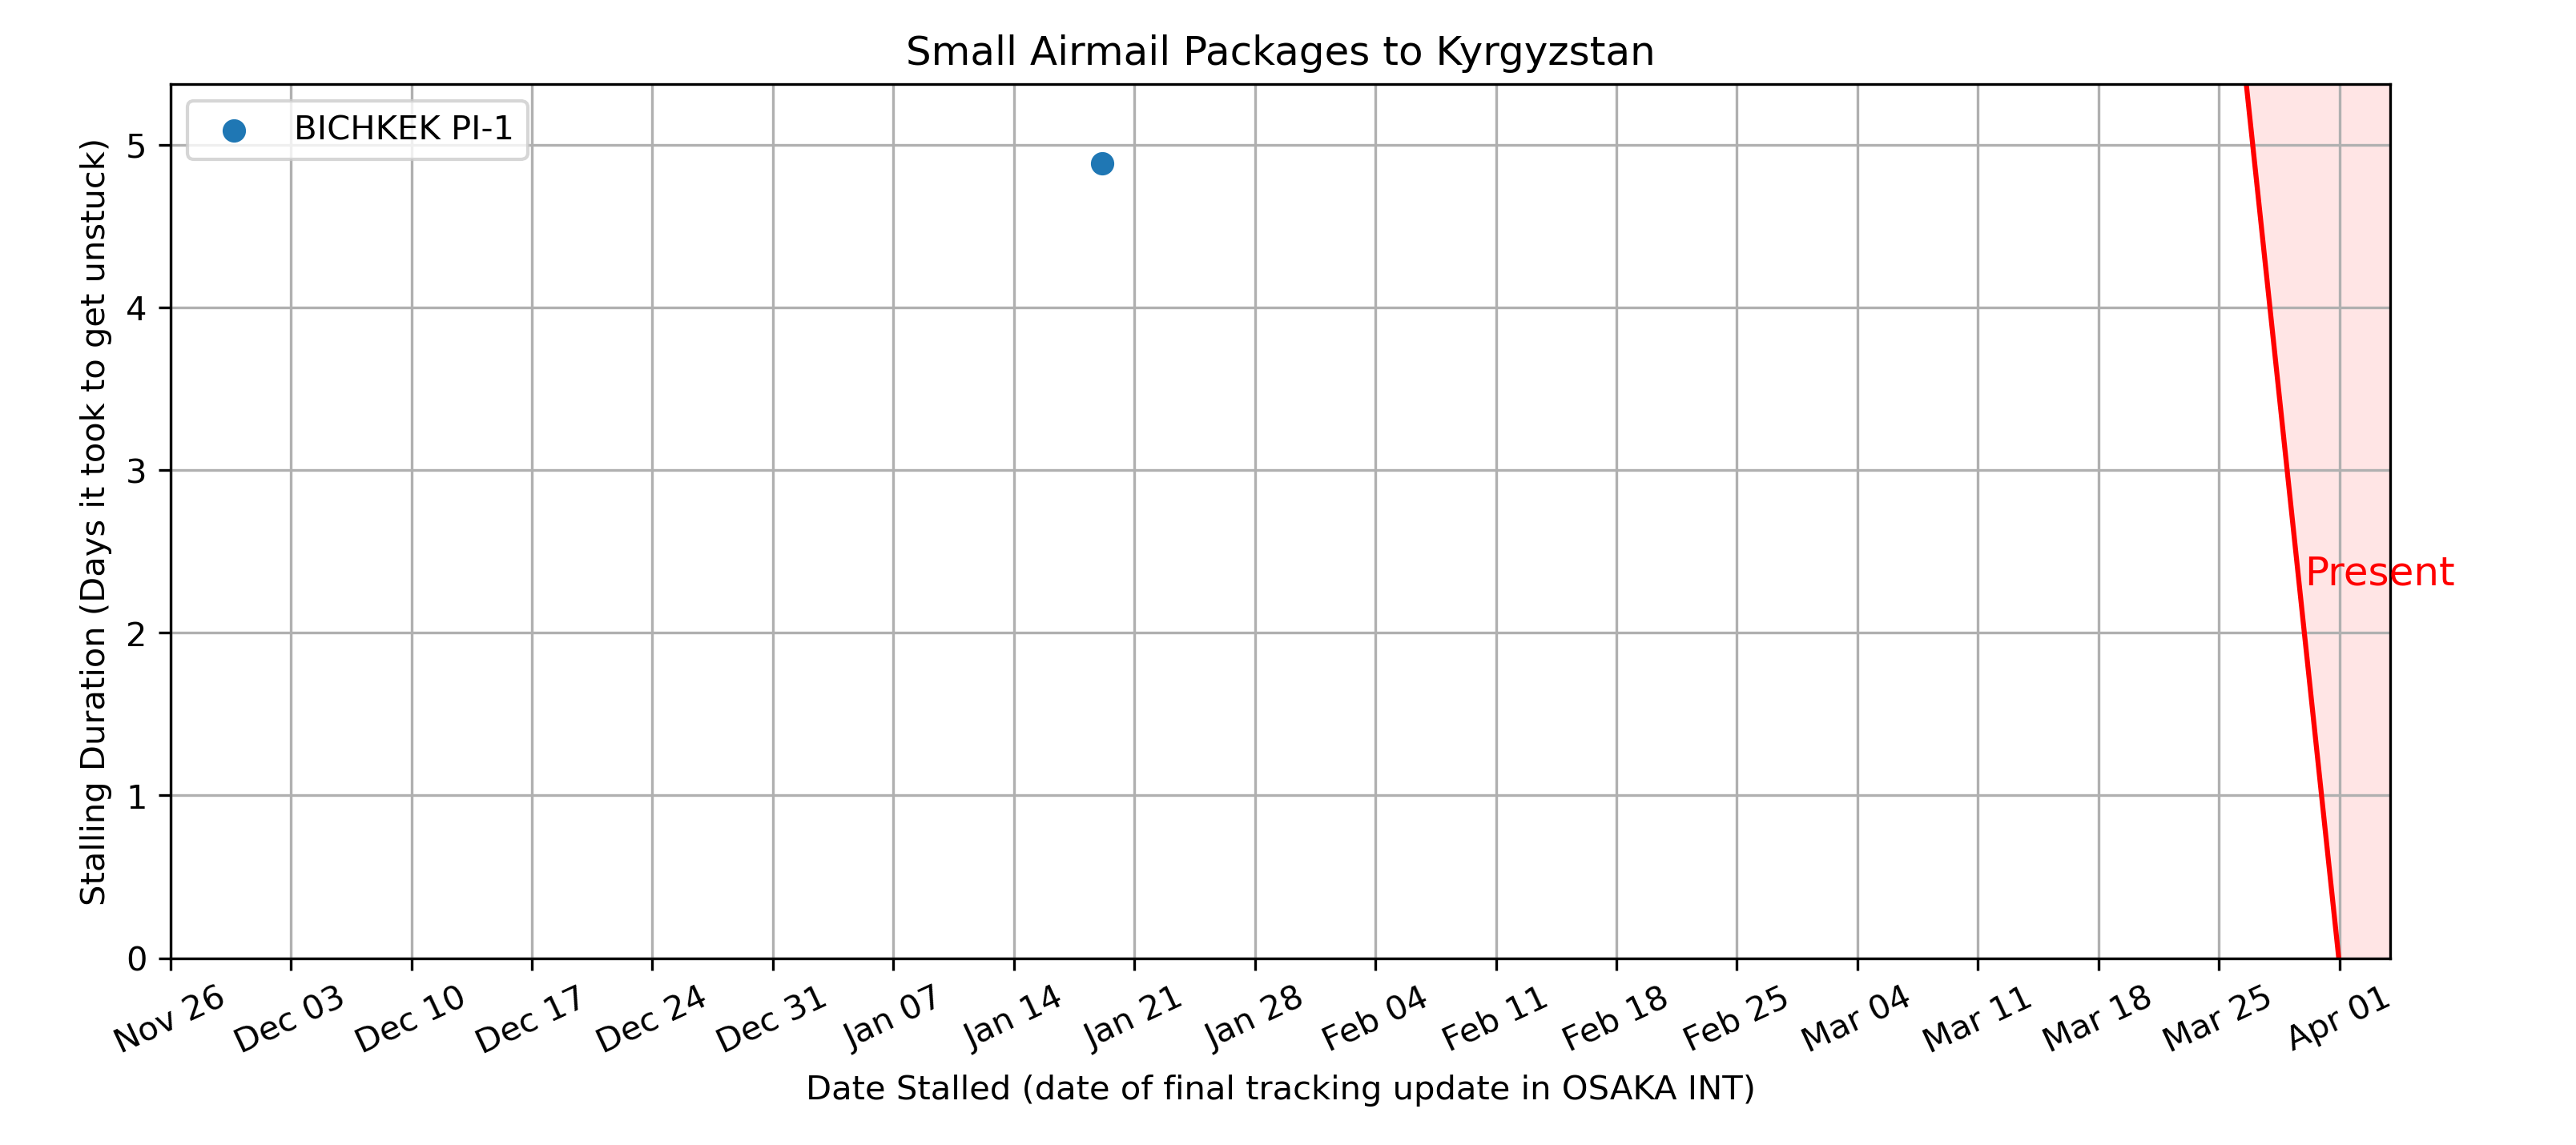 Small Airmail Packages to Kyrgyzstan
BICHKEK PI-1
Stalling Duration (Days it took to get unstuck)
5
4
3
2
1
0
Present
Nov 26
Dec 03
Dec 10
Dec 17
Dec 24
Dec 31
Jan 07
Jan 14
Jan 21
Jan 28
Feb 04
Feb 11
Feb 18
Feb 25
Mar 04
Mar 11
Mar 18
Mar 25
Apr 01
Date Stalled (date of final tracking update in OSAKA INT)